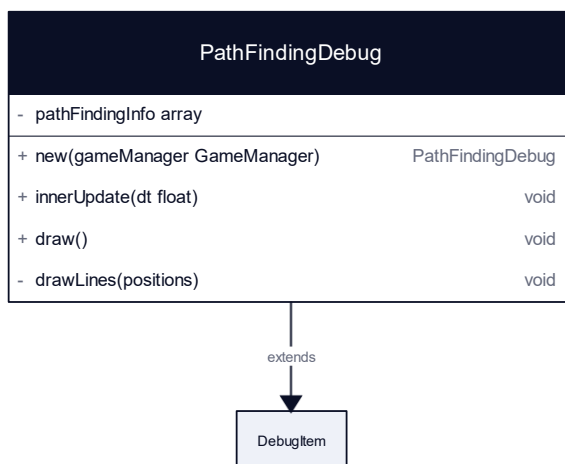 PathFindingDebug
- pathFindingInfo array
+ new(gameManager GameManager) PathFindingDebug
+ innerUpdate(dt float) void
+ draw() void
- drawLines(positions) void
extends
DebugItem